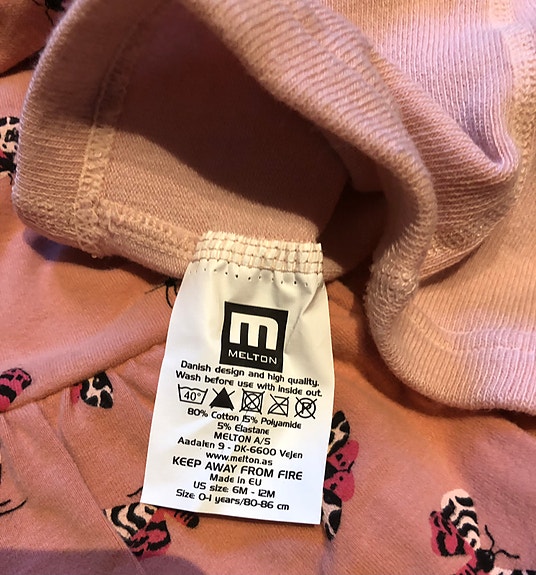 m
MELTON
Danish design and high quality.
Wash before use with inside out.
40°
80% Cotton 15% Polyamide
5% Elastane
MELTON A/S
Aadalen 9 - DK-6600 Vejen
www.melton.as
KEEP AWAY FROM FIRE
Made in EU
US size: 6M - 12M
Size: 0-1 years/80-86 cm